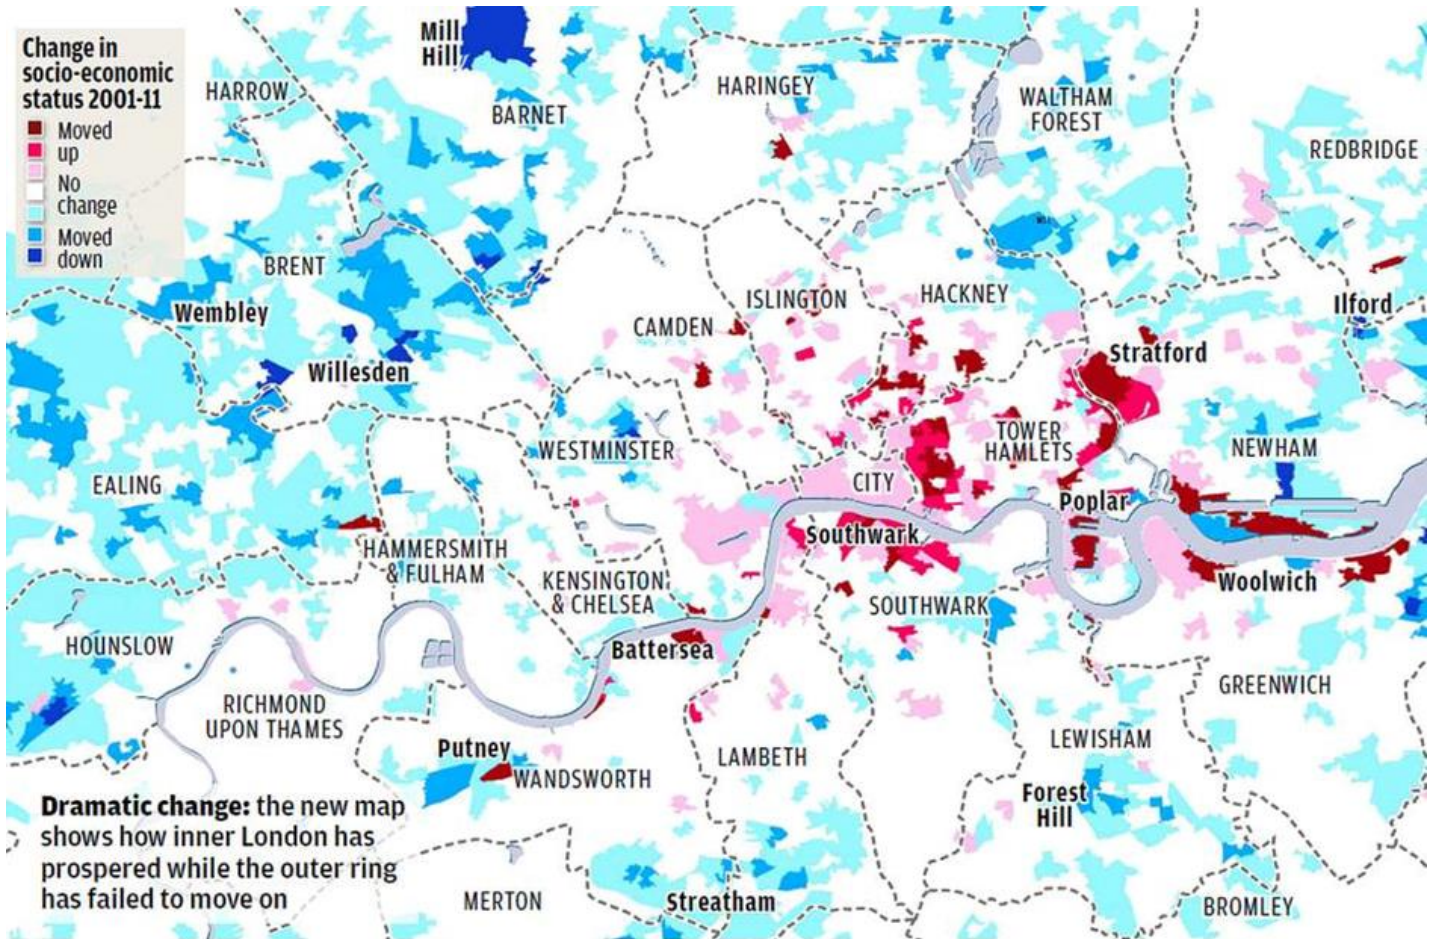 Change in
socio-economic
status 2001-11
Moved
up
No
change
Moved
down
Mill
Hill
HARROW
BARNET
HARINGEY
WALTHAM
FOREST
REDBRIDGE
BRENT
Wembley
Willesden
CAMDEN
ISLINGTON
HACKNEY
Ilford
Stratford
WESTMINSTER
TOWER
HAMLETS
NEWHAM
EALING
CITY
Poplar
Southwark
HAMMERSMITH
& FULHAM
KENSINGTON
& CHELSEA
SOUTHWARK
Woolwich
HOUNSLOW
Battersea
RICHMOND
UPON THAMES
GREENWICH
Putney
WANDSWORTH
LAMBETH
LEWISHAM
Forest
Hill
Dramatic change: the new map
shows how inner London has
prospered while the outer ring
has failed to move on
MERTON
Streatham
BROMLEY